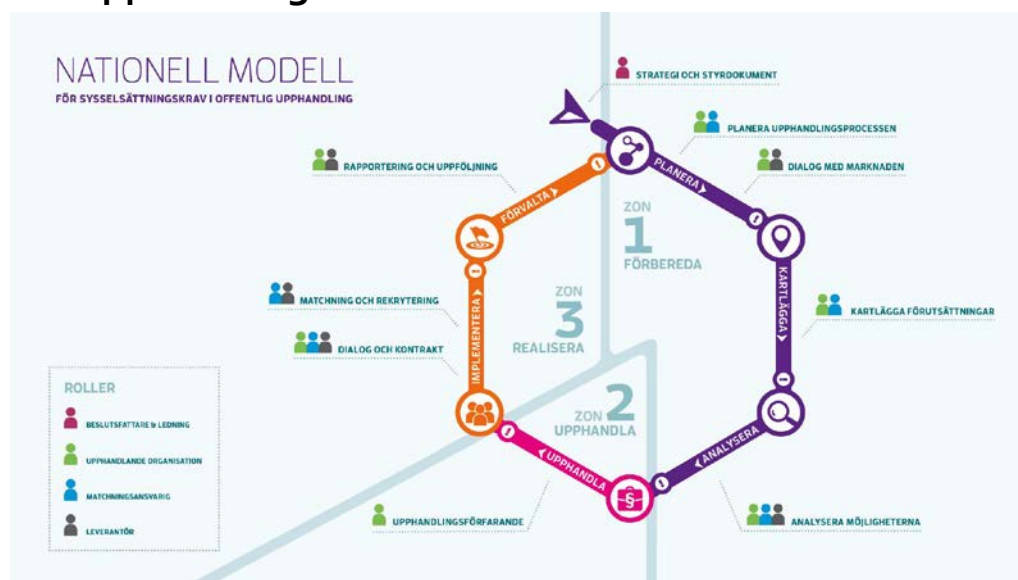 NATIONELL MODELL
FÖR SYSSELSÄTTNINGSKRAV I OFFENTLIG UPPHANDLING
STRATEGI OCH STYRDOKUMENT
PLANERA UPPHANDLINGSPROCESSEN
DIALOG MED MARKNADEN
RAPPORTERING OCH UPPFÖLJNING
PLANERA
FÖRVALTA
ZON
1
FÖRBEREDA
KARTLÄGGA
KARTLÄGGA FÖRUTSÄTTNINGAR
MATCHNING OCH REKRYTERING
ZON
3
REALISERA
IMPLEMENTERA
DIALOG OCH KONTRAKT
ZON 2
UPPHANDLA
ANALYSERA
UPPHANDLA
§
UPPHANDLINGSFÖRFARANDE
ANALYSERA MÖJLIGHETERNA
ROLLER
BESLUTSFATTARE & LEDNING
UPPHANDLANDE ORGANISATION
MATCHNINGSANSVARIG
LEVERANTÖR